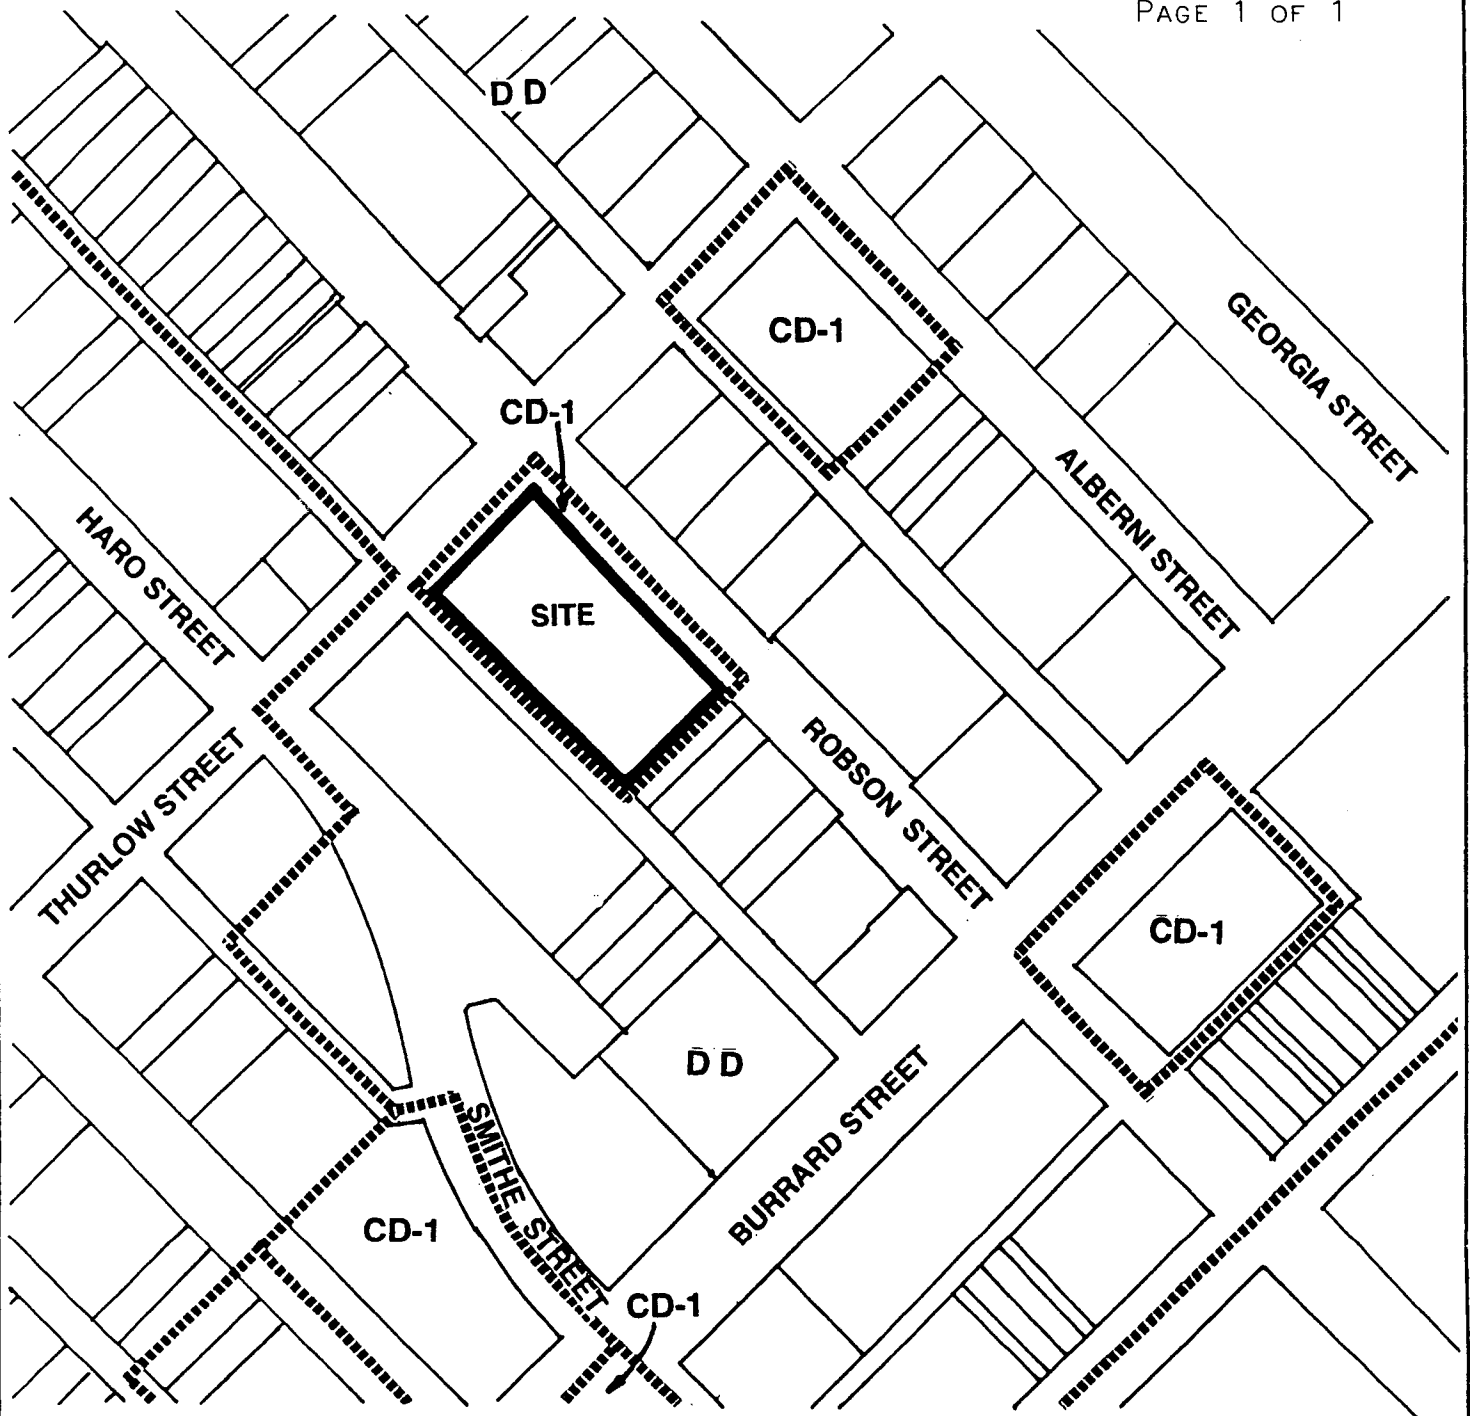 PAGE 1 OF 1
D D
CD-1
GEORGIA STREET
CD-1
ALBERNI STREET
HARO STREET
SITE
ROBSON STREET
THURLOW STREET
CD-1
D D
SMITHE STREET
BURRARD STREET
CD-1
CD-1